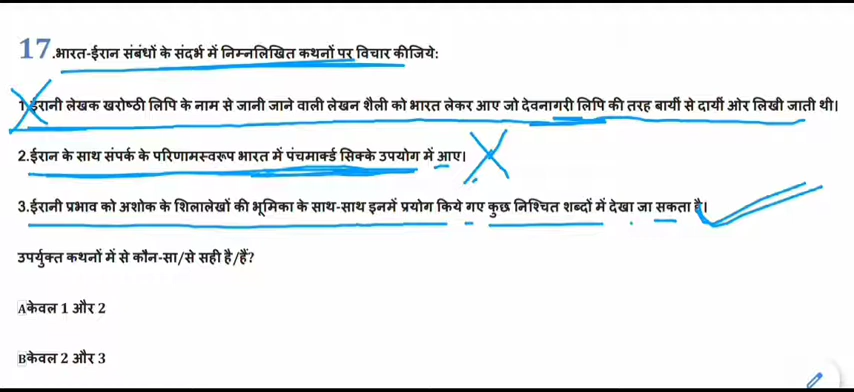 17.भारत-ईरान संबंधों के संदर्भ में निम्नलिखित कथनों पर विचार कीजिये:
1.ईरानी लेखक खरोष्ठी लिपि के नाम से जानी जाने वाली लेखन शैली को भारत लेकर आए जो देवनागरी लिपि की तरह बायीं से दायीं ओर लिखी जाती थी।
2.ईरान के साथ संपर्क के परिणामस्वरूप भारत में पंचमार्क्ड सिक्के उपयोग में आए।
3.ईरानी प्रभाव को अशोक के शिलालेखों की भूमिका के साथ-साथ इनमें प्रयोग किये गए कुछ निश्चित शब्दों में देखा जा सकता है।
उपर्युक्त कथनों में से कौन-सा/से सही है/हैं?
Aकेवल 1 और 2
Bकेवल 2 और 3